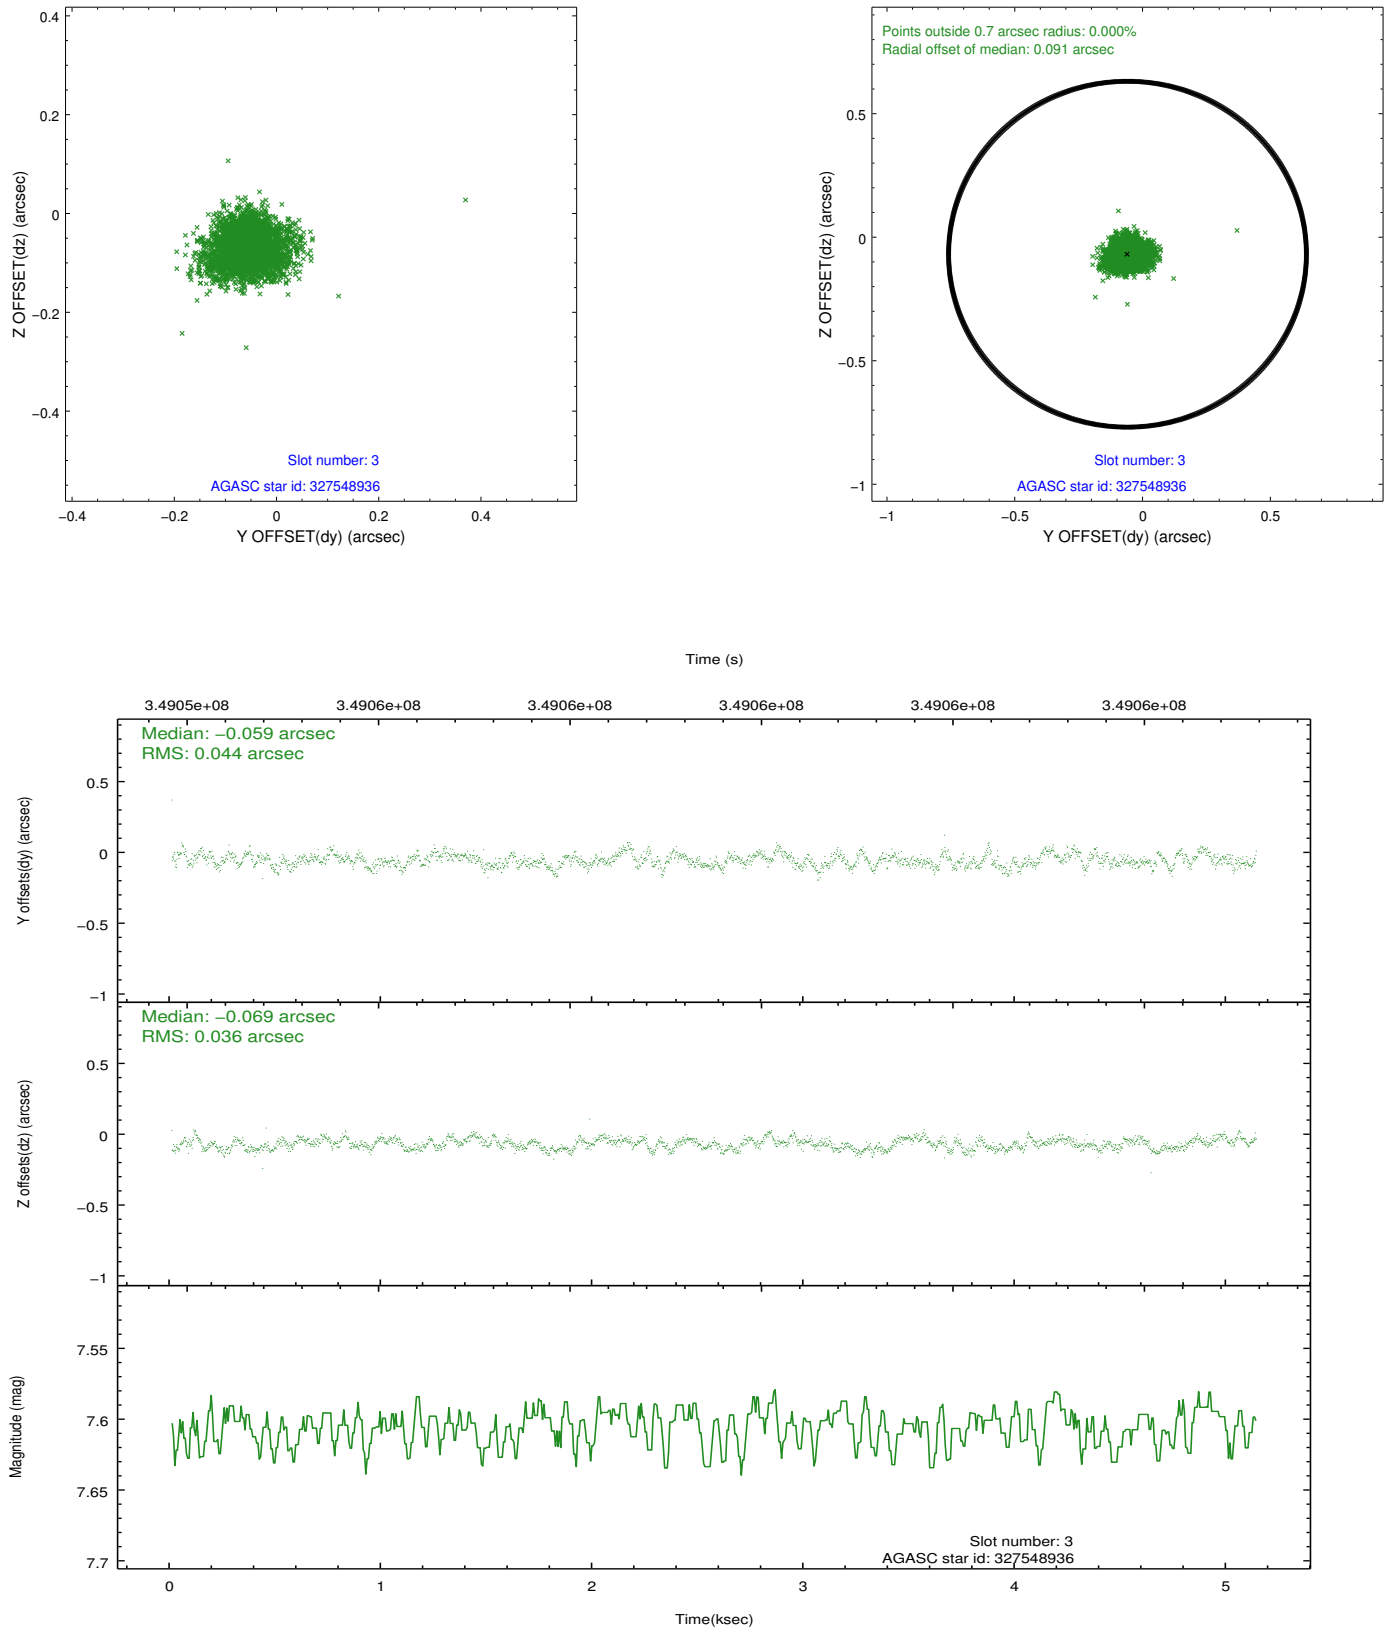 0.4
0.2
0
−0.2
−0.4
Z OFFSET(dz) (arcsec)
Slot number: 3
AGASC star id: 327548936
−0.4
−0.2
0
0.2
0.4
Y OFFSET(dy) (arcsec)
Points outside 0.7 arcsec radius: 0.000%
Radial offset of median: 0.091 arcsec
0.5
0
−0.5
−1
Z OFFSET(dz) (arcsec)
Slot number: 3
AGASC star id: 327548936
−1
−0.5
0
0.5
Y OFFSET(dy) (arcsec)
Time (s)
3.4905e+08
3.4906e+08
3.4906e+08
3.4906e+08
3.4906e+08
3.4906e+08
Median: −0.059 arcsec
RMS: 0.044 arcsec
0.5
0
−0.5
−1
Y offsets(dy) (arcsec)
Median: −0.069 arcsec
RMS: 0.036 arcsec
0.5
0
−0.5
−1
Z offsets(dz) (arcsec)
7.55
7.6
7.65
7.7
Magnitude (mag)
Slot number: 3
AGASC star id: 327548936
0
1
2
3
4
5
Time(ksec)